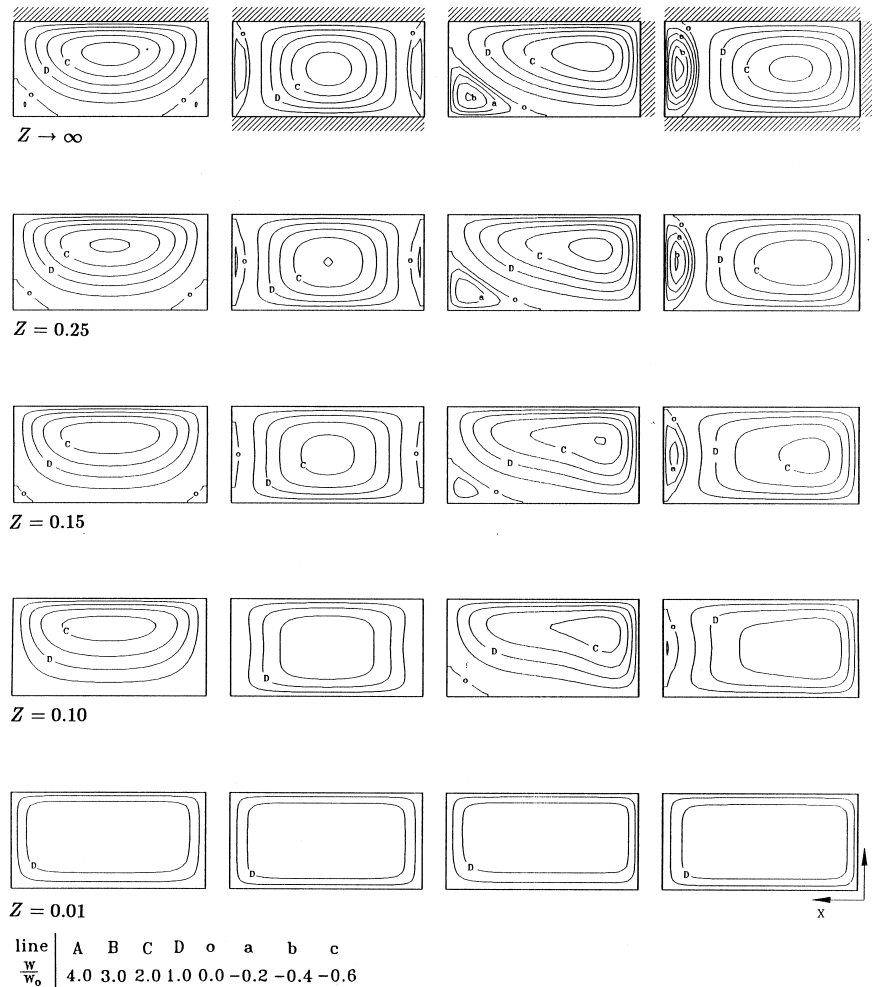 o o o o o
D C C D D C D C o
o o Cb a o b
Z → ∞
C C C o
D o o a
o o D C D b D C
a o
Z = 0.25
C C C o
D o o D D C
o o D a
o
Z = 0.15
C D o
D C
D D
o
Z = 0.10
D D D D
Z = 0.01
X
line A B C D o a b c
w/w₀ 4.0 3.0 2.0 1.0 0.0 −0.2 −0.4 −0.6